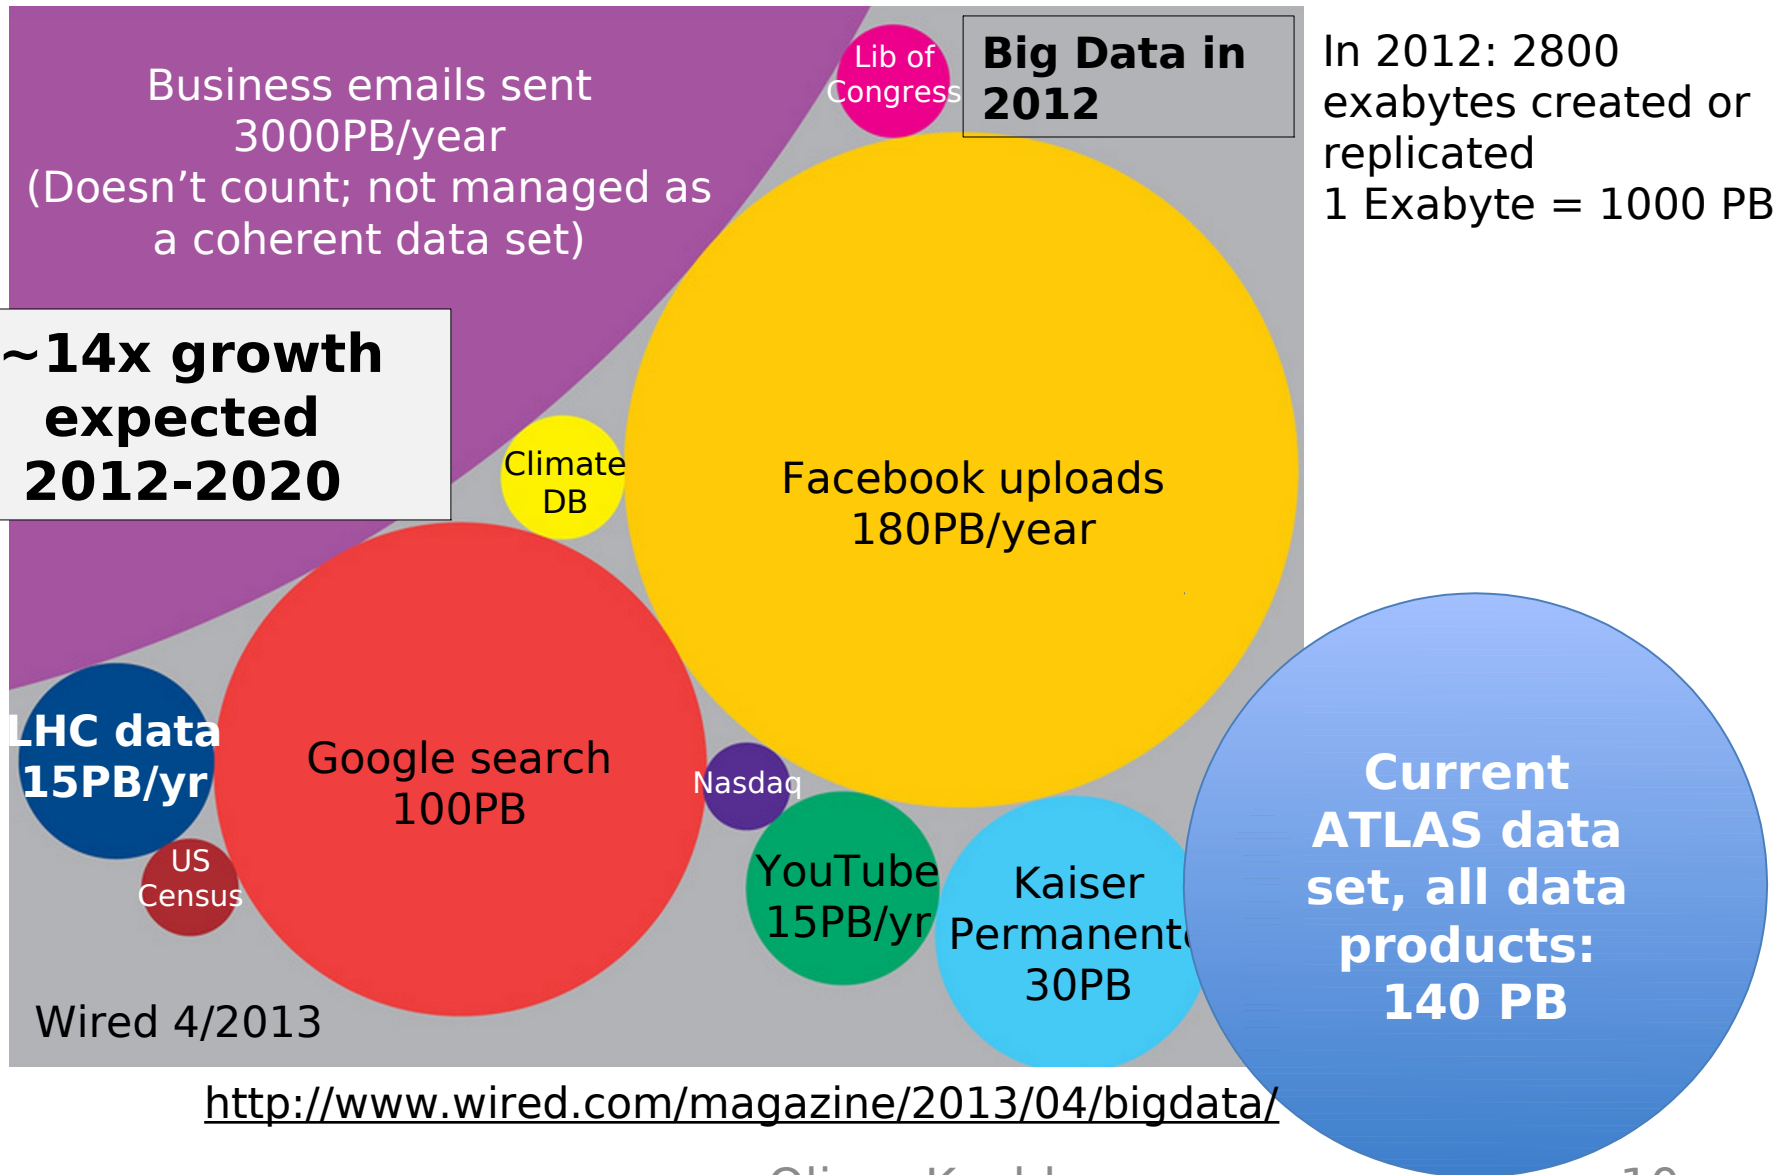 Business emails sent
3000PB/year
(Doesn’t count; not managed as
a coherent data set)
Lib of
Congress
Big Data in
2012
In 2012: 2800
exabytes created or
replicated
1 Exabyte = 1000 PB
~14x growth
expected
2012-2020
Climate
DB
Facebook uploads
180PB/year
LHC data
15PB/yr
Google search
100PB
Nasdaq
US
Census
YouTube
15PB/yr
Kaiser
Permanente
30PB
Current
ATLAS data
set, all data
products:
140 PB
Wired 4/2013
http://www.wired.com/magazine/2013/04/bigdata/